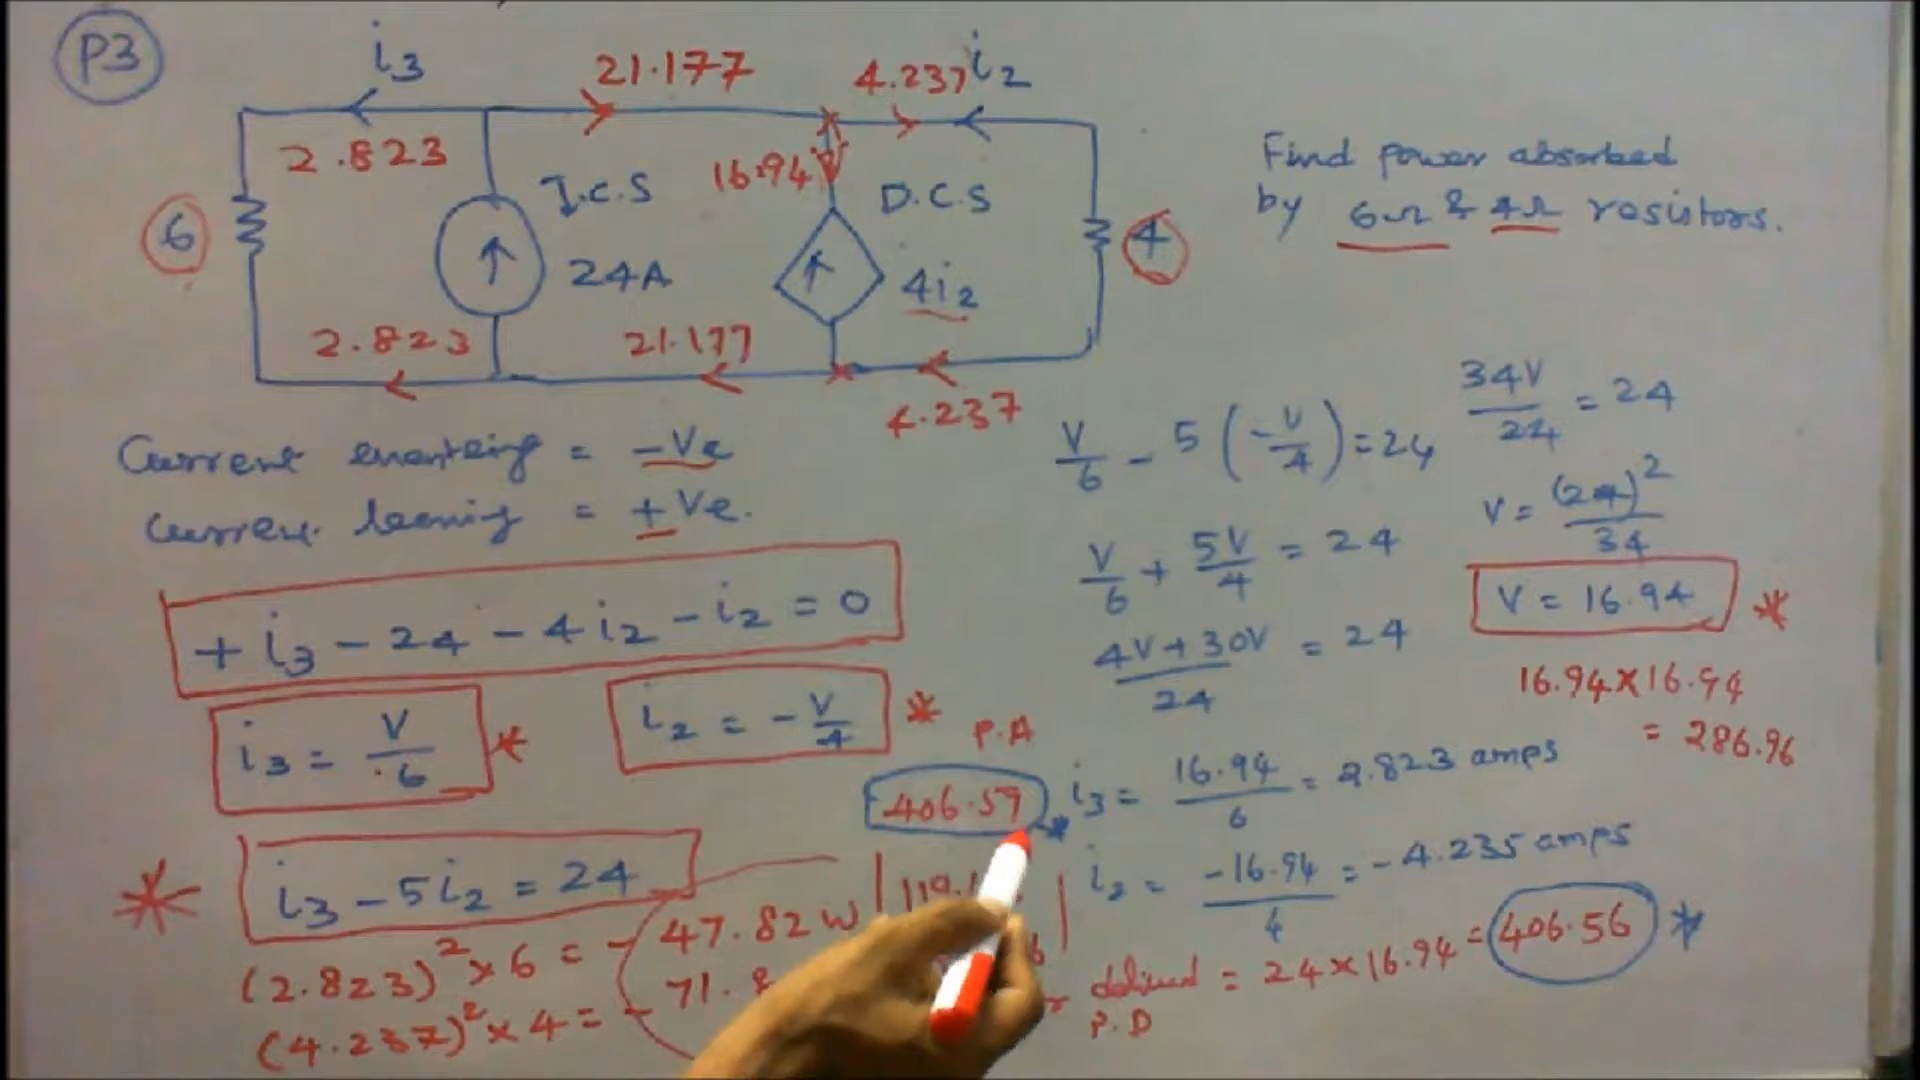 P3
i3
21.177
4.237 i2
2.823
16.94
I.C.S
D.C.S
6
24A
4i2
4
2.823
21.177
4.237
Find power absorbed
by 6Ω & 4Ω resistors.
Current = -Ve
Current = +Ve.
+ i3 - 24 - 4i2 - i2 = 0
i3 = V/6 *
i2 = - V/4 *
* i3 - 5i2 = 24
(2.823)² x 6 = - 47.82 W
(4.237)² x 4 = - 71.
P.A
406.59 *
V/6 - 5 (-V/4) = 24
V/6 + 5V/4 = 24
4V + 30V/24 = 24
34V/24 = 24
V = (24)²/34
V = 16.94 *
16.94 x 16.94
= 286.96
i3 = 16.94/6 = 2.823 amps
i2 = -16.94/4 = -4.235 amps
= 24 x 16.94 = 406.56 *
P.D